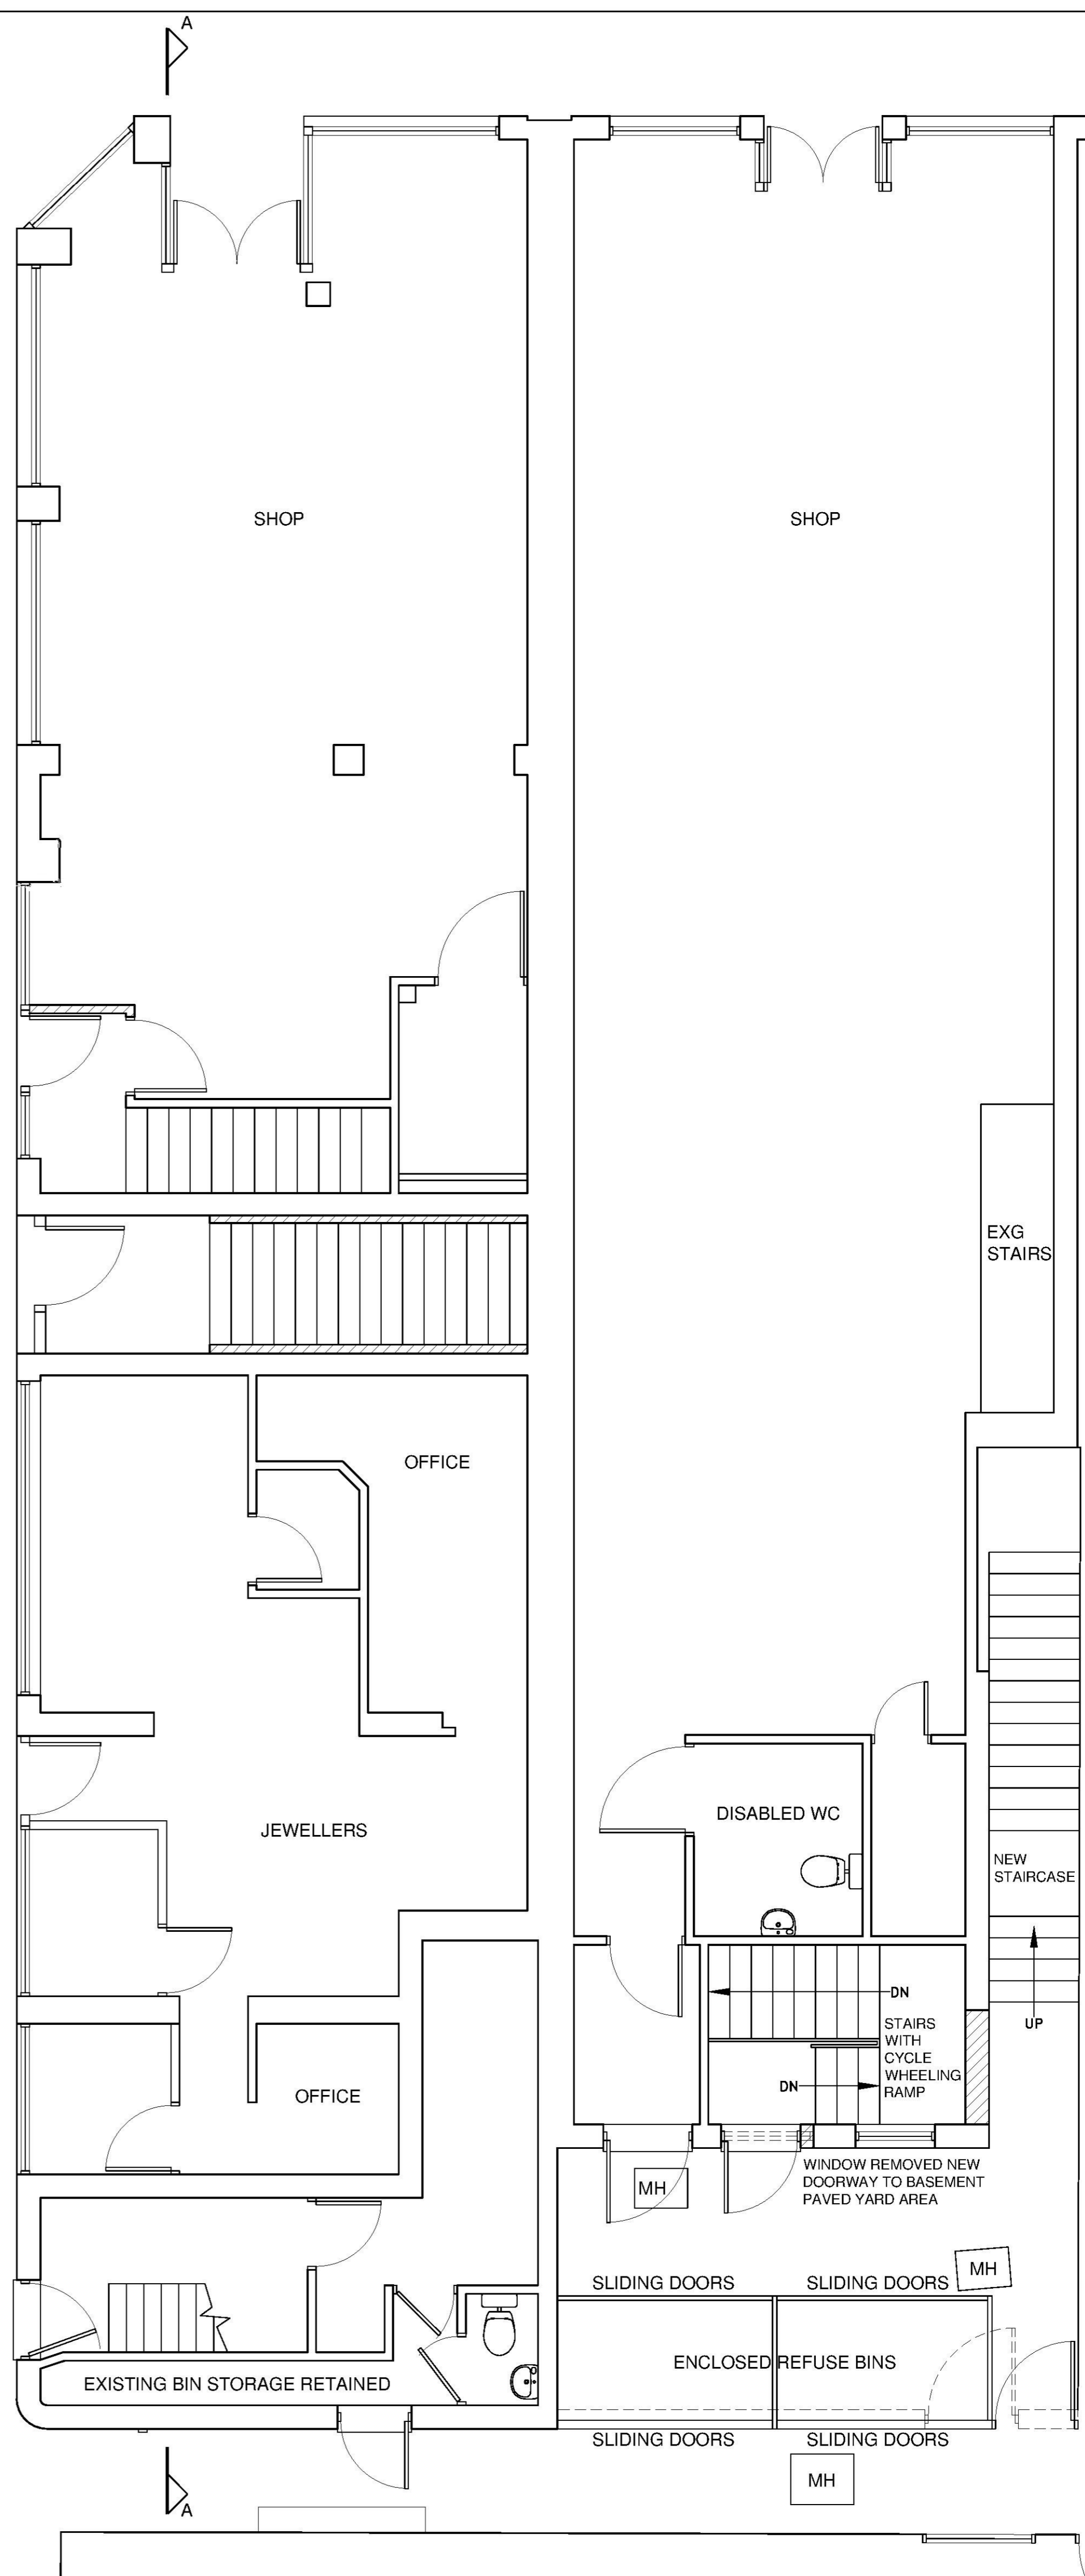 A
SHOP
SHOP
EXG
STAIRS
OFFICE
DISABLED WC
JEWELLERS
NEW
STAIRCASE
DN
UP
STAIRS
WITH
CYCLE
WHEELING
RAMP
DN
OFFICE
WINDOW REMOVED NEW
DOORWAY TO BASEMENT
PAVED YARD AREA
MH
MH
SLIDING DOORS
SLIDING DOORS
ENCLOSED REFUSE BINS
EXISTING BIN STORAGE RETAINED
SLIDING DOORS
SLIDING DOORS
MH
A